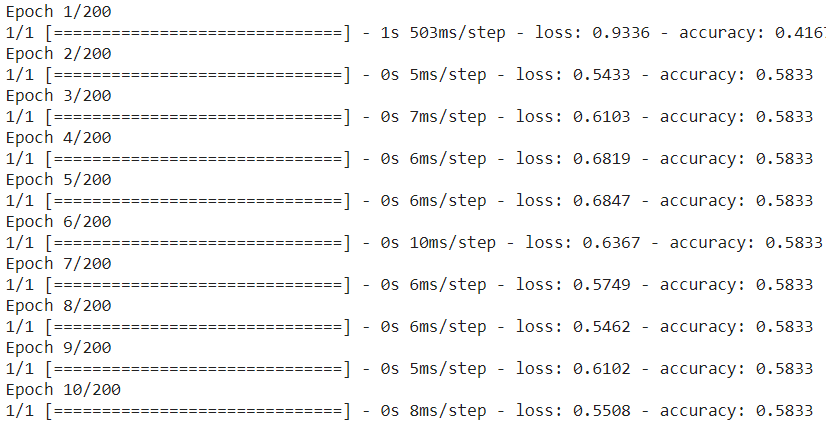 Epoch 1/200
1/1 [==============================] - 1s 503ms/step - loss: 0.9336 - accuracy: 0.4167
Epoch 2/200
1/1 [==============================] - 0s 5ms/step - loss: 0.5433 - accuracy: 0.5833
Epoch 3/200
1/1 [==============================] - 0s 7ms/step - loss: 0.6103 - accuracy: 0.5833
Epoch 4/200
1/1 [==============================] - 0s 6ms/step - loss: 0.6819 - accuracy: 0.5833
Epoch 5/200
1/1 [==============================] - 0s 6ms/step - loss: 0.6847 - accuracy: 0.5833
Epoch 6/200
1/1 [==============================] - 0s 10ms/step - loss: 0.6367 - accuracy: 0.5833
Epoch 7/200
1/1 [==============================] - 0s 6ms/step - loss: 0.5749 - accuracy: 0.5833
Epoch 8/200
1/1 [==============================] - 0s 6ms/step - loss: 0.5462 - accuracy: 0.5833
Epoch 9/200
1/1 [==============================] - 0s 5ms/step - loss: 0.6102 - accuracy: 0.5833
Epoch 10/200
1/1 [==============================] - 0s 8ms/step - loss: 0.5508 - accuracy: 0.5833